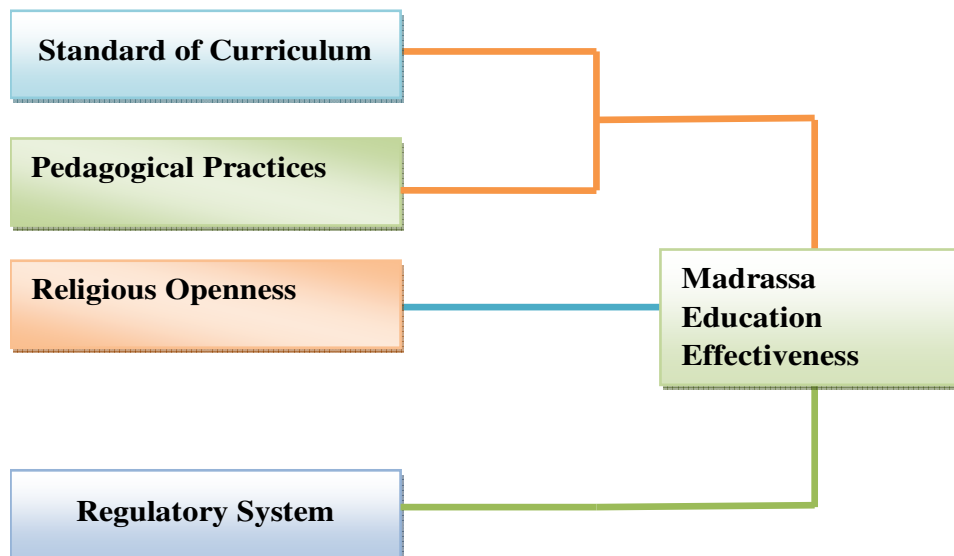 Standard of Curriculum
Pedagogical Practices
Religious Openness
Madrassa
Education
Effectiveness
Regulatory System